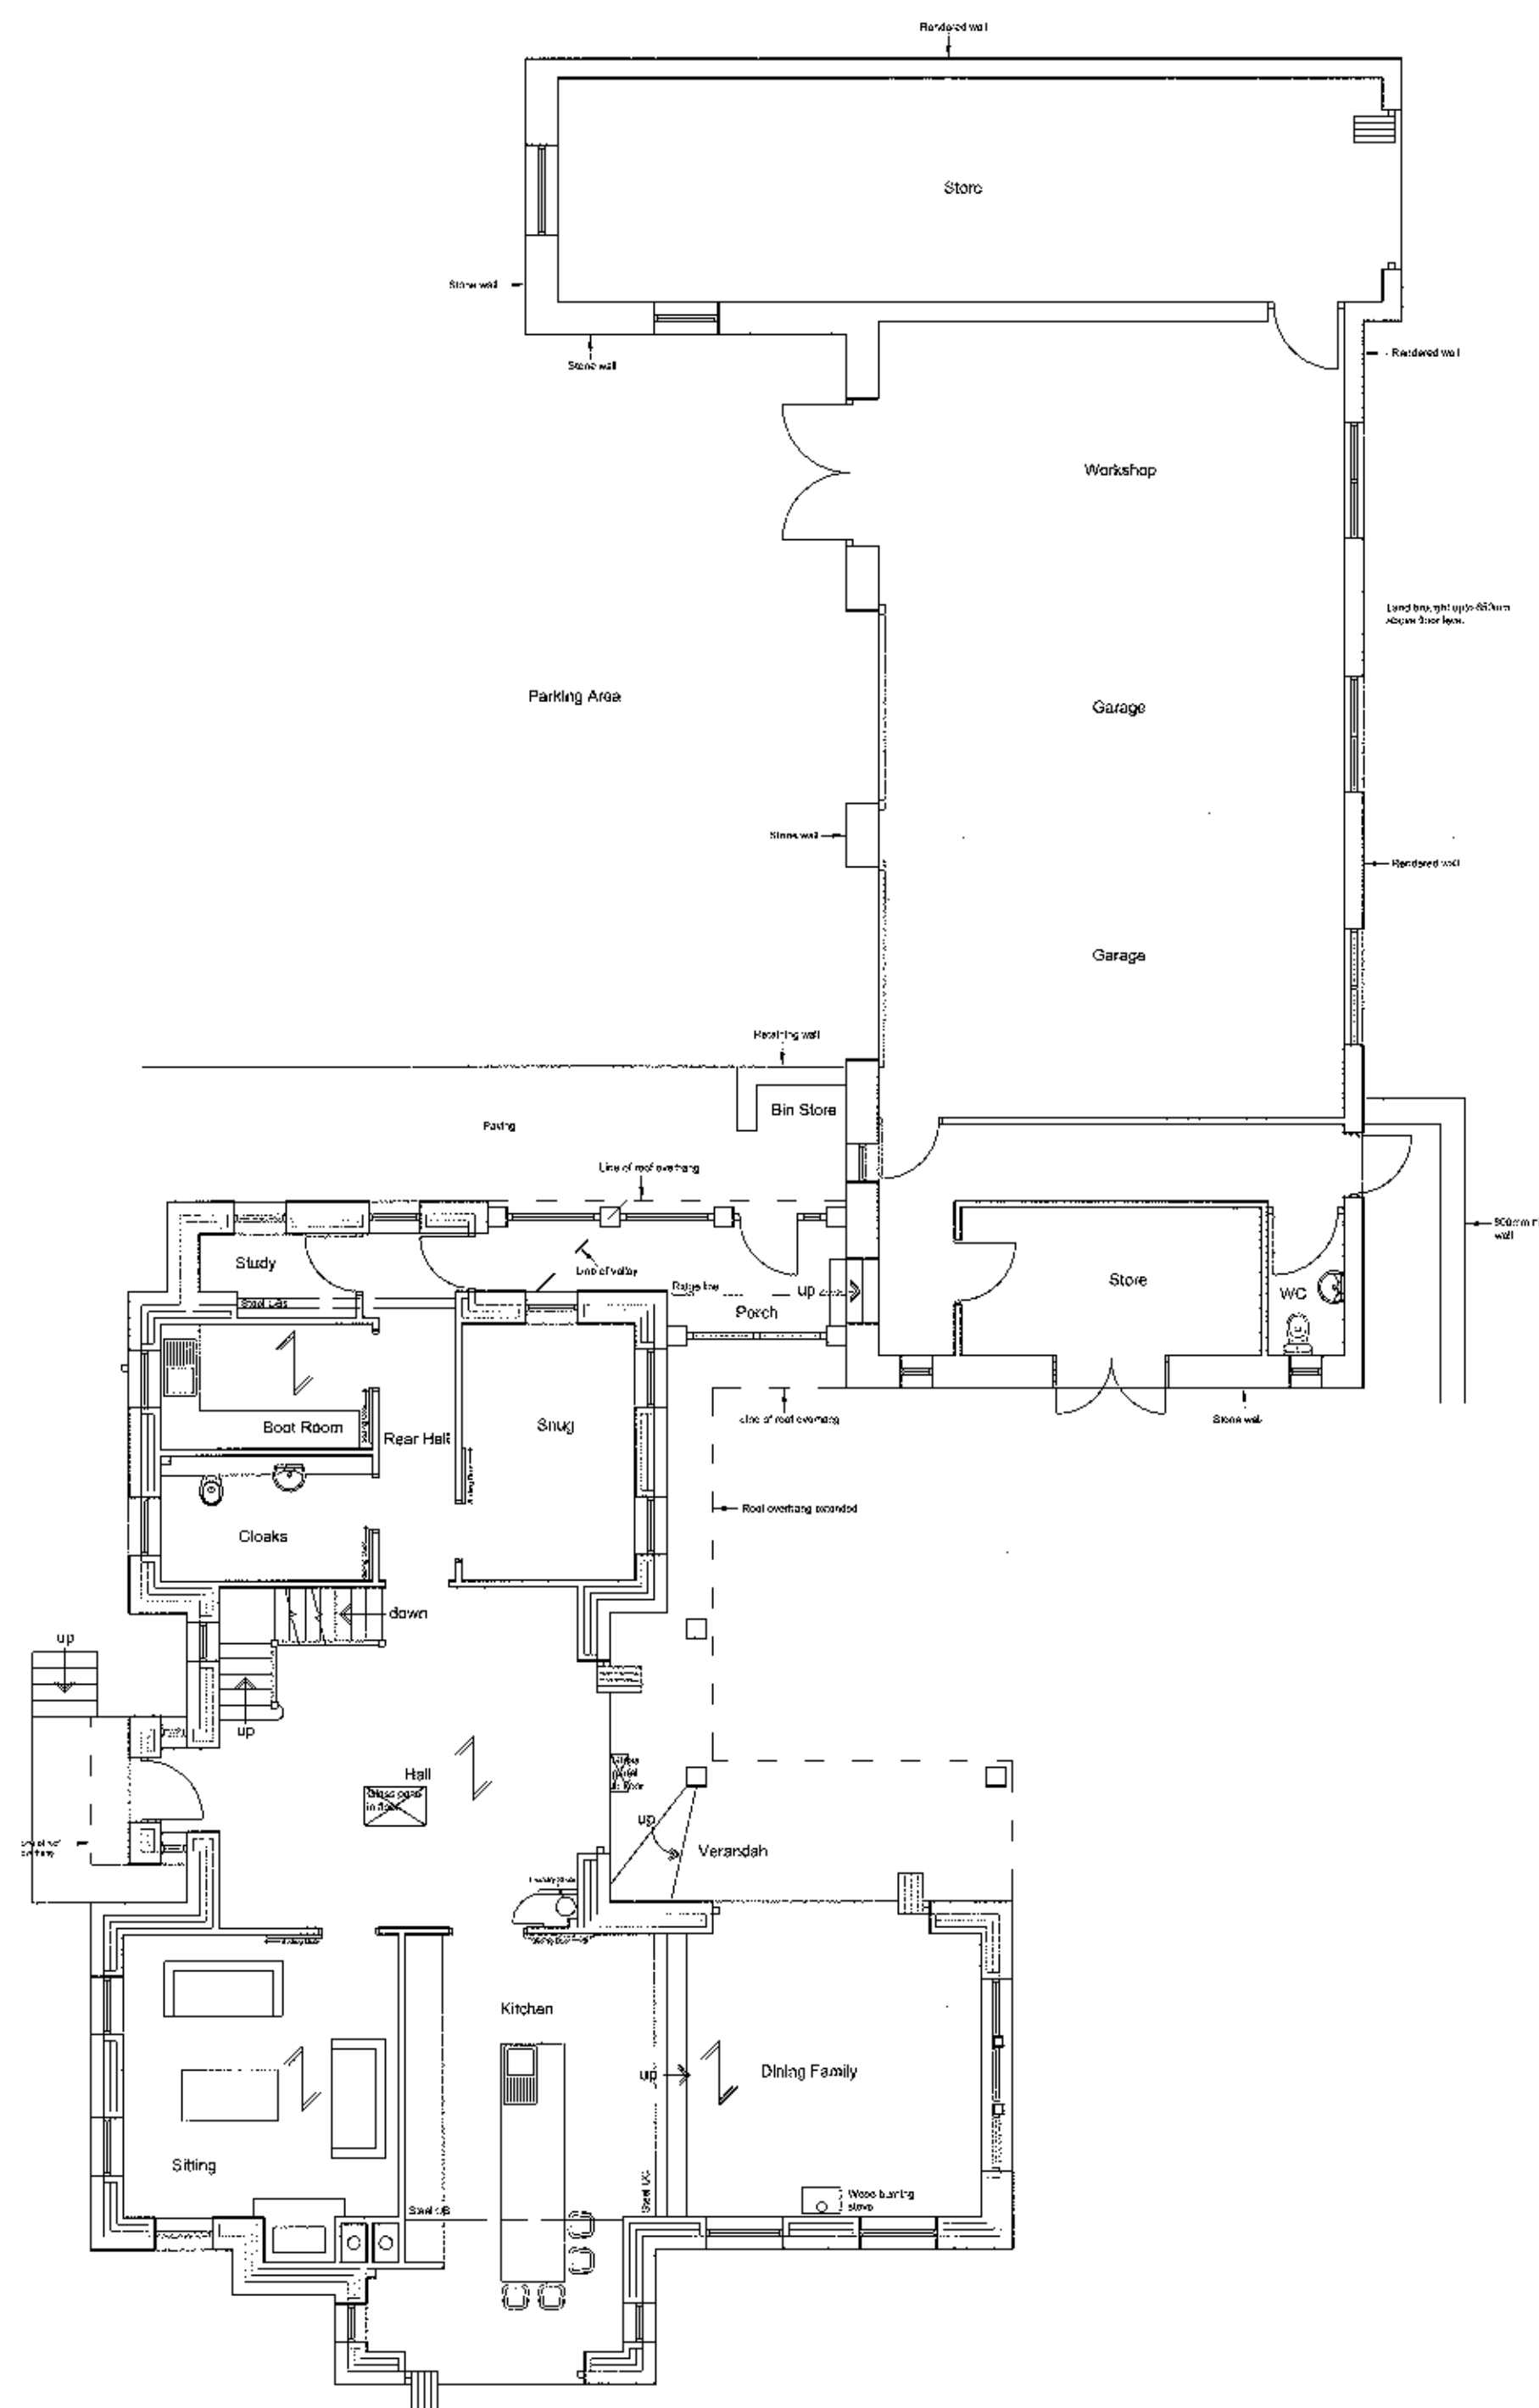 Rendered wall
Store
Stone wall
Stone wall
Rendered wall
Workshop
Parking Area
Garage
Stone wall
Rendered wall
Garage
Retaining wall
Bin Store
Paving
Line of roof overhang
Study
Line of valley
Ridge line
up
Porch
Store
WC
wall
Boot Room
Rear Hall
Snug
Line of roof overhang
Stone wall
Roof overhang extended
Cloaks
down
up
up
Hall
in floor
up
Verandah
Kitchen
up
Dining Family
Sitting
Steel UB
Wood burning
stove